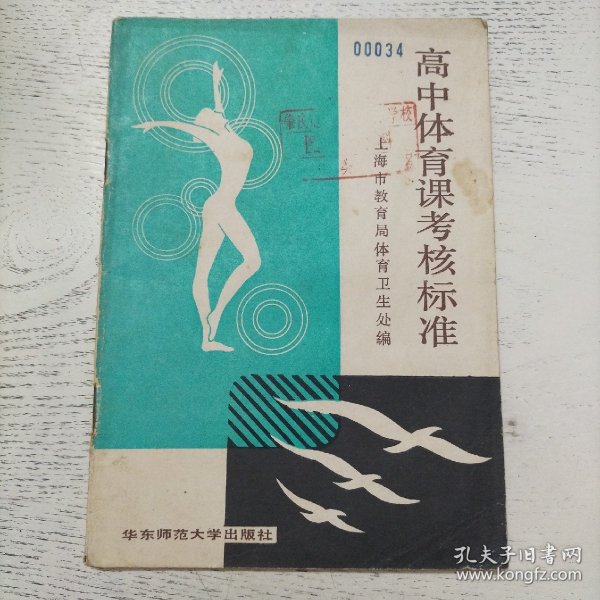 00034
高中体育课考核标准
上海市教育局体育卫生处编
华东师范大学出版社
孔夫子旧书网
www.kongfz.com